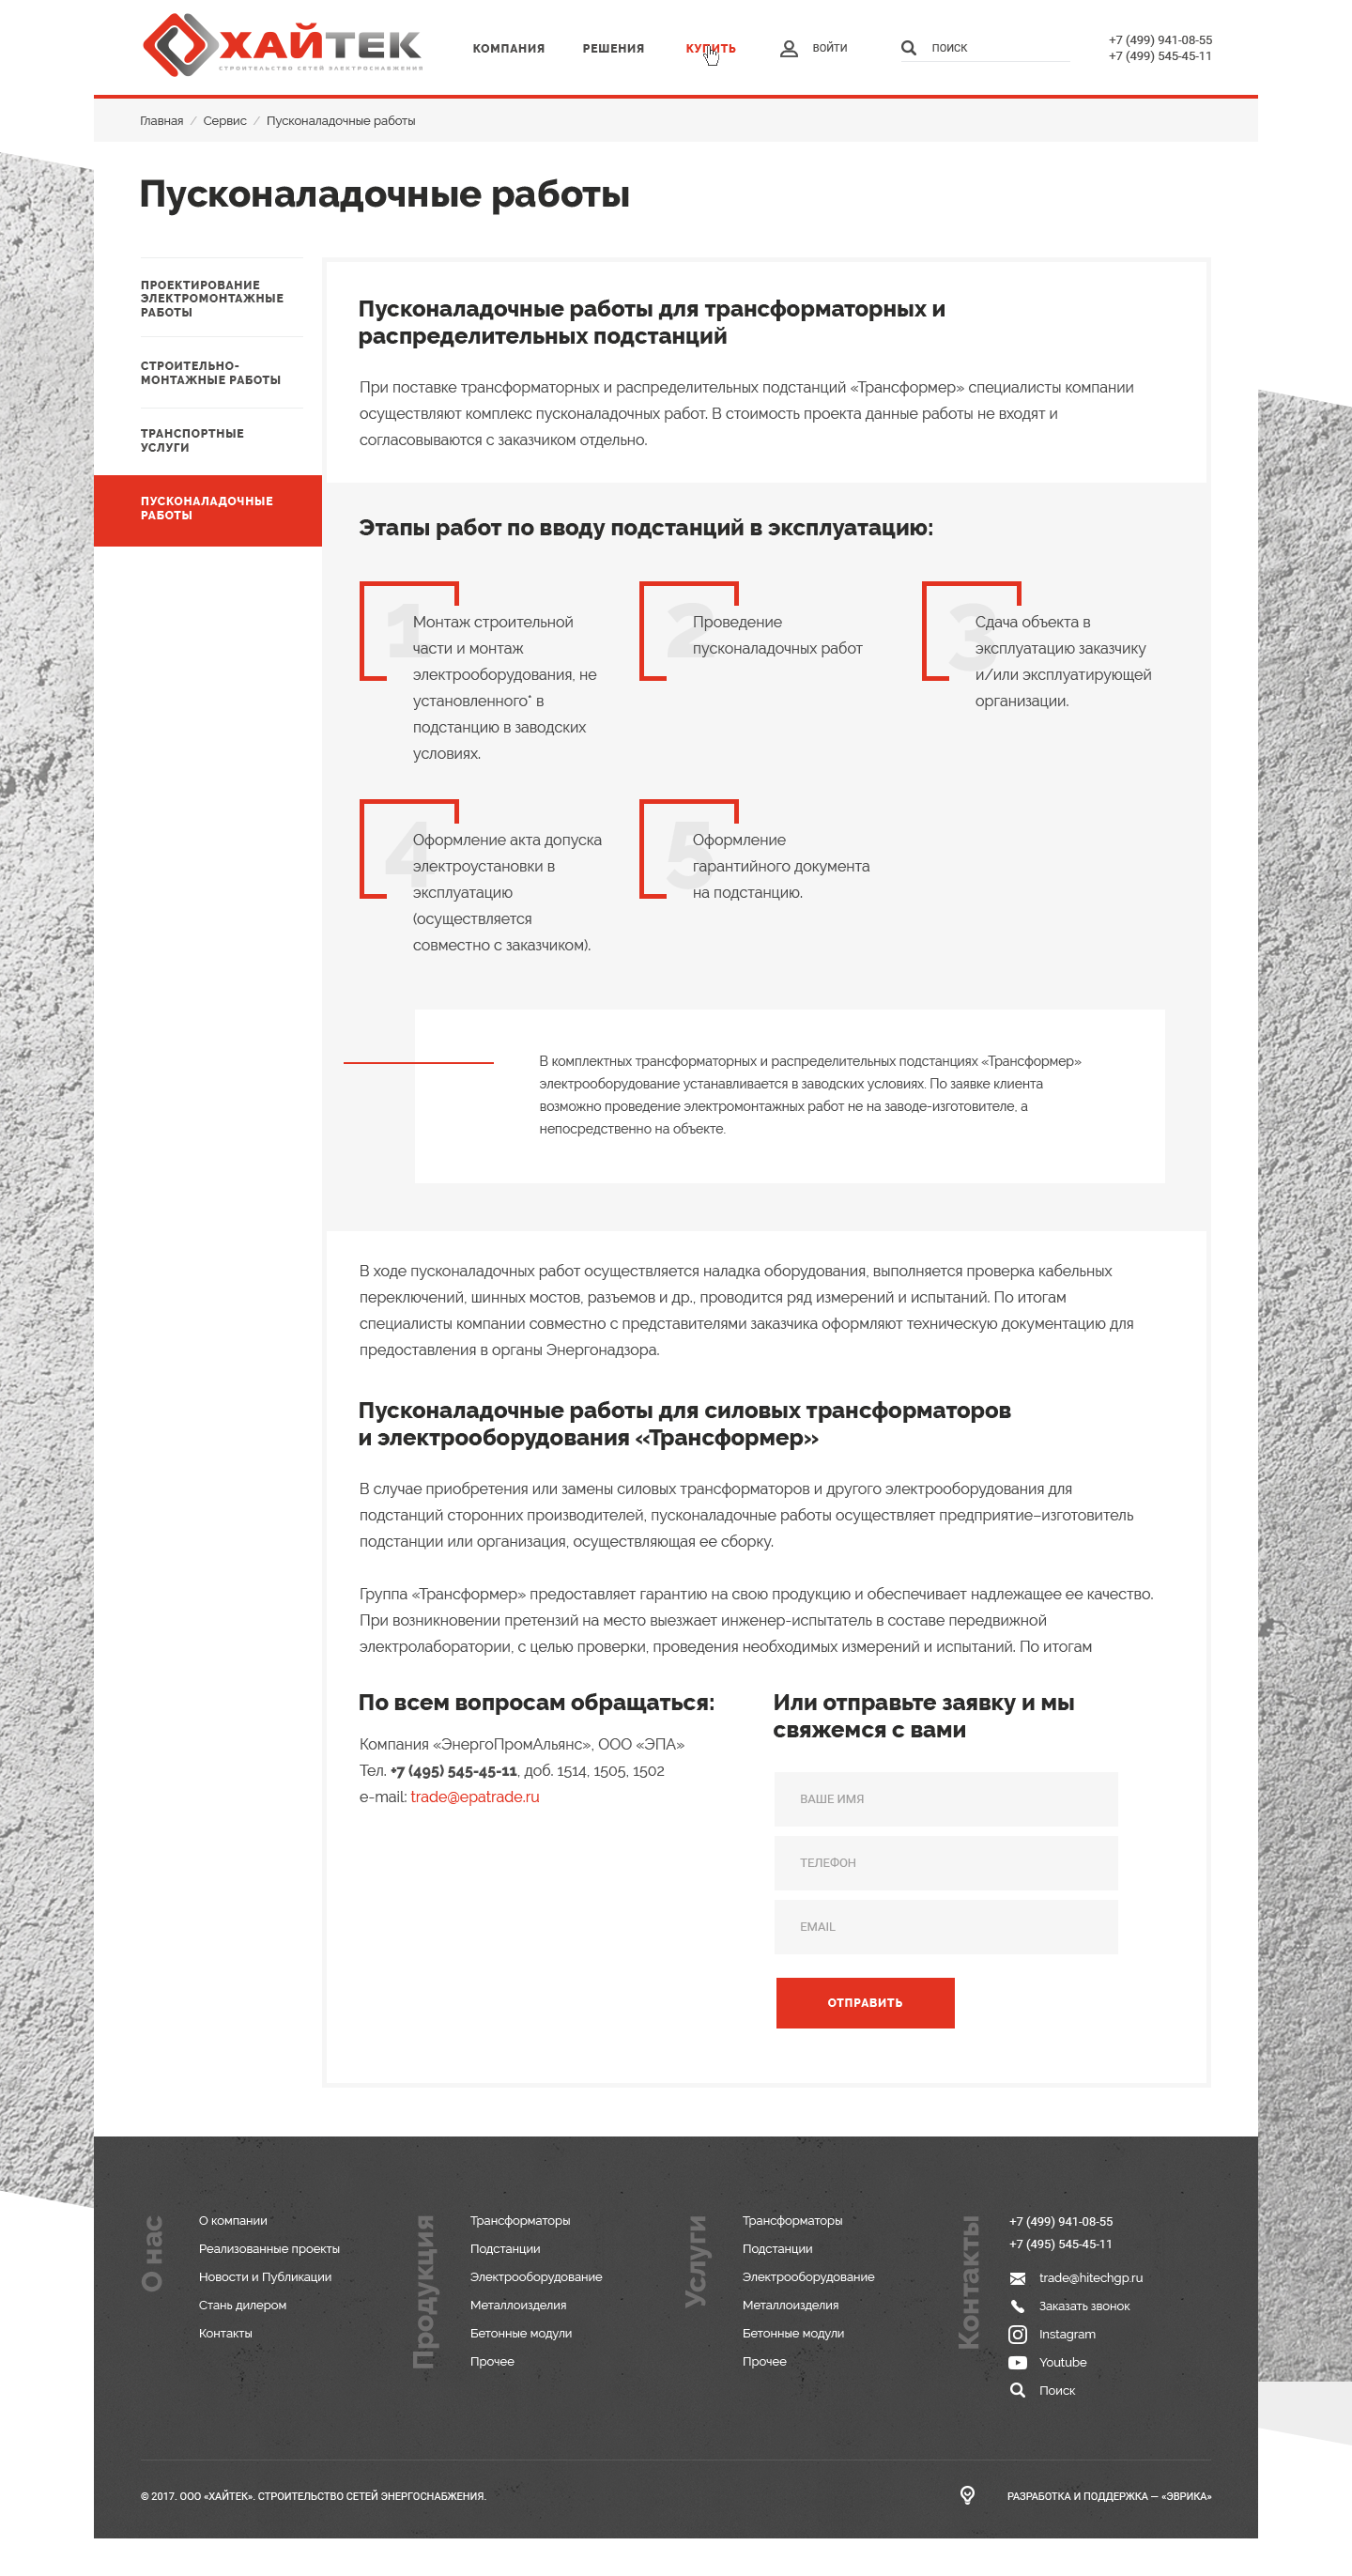 ХАЙТЕК
СТРОИТЕЛЬСТВО СЕТЕЙ ЭЛЕКТРОСНАБЖЕНИЯ
КОМПАНИЯ
РЕШЕНИЯ
КУПИТЬ
ВОЙТИ
ПОИСК
+7 (499) 941-08-55
+7 (499) 545-45-11
Главная / Сервис / Пусконаладочные работы
Пусконаладочные работы
ПРОЕКТИРОВАНИЕ
ЭЛЕКТРОМОНТАЖНЫЕ
РАБОТЫ
СТРОИТЕЛЬНО-
МОНТАЖНЫЕ РАБОТЫ
ТРАНСПОРТНЫЕ
УСЛУГИ
ПУСКОНАЛАДОЧНЫЕ
РАБОТЫ
Пусконаладочные работы для трансформаторных и
распределительных подстанций
При поставке трансформаторных и распределительных подстанций «Трансформер» специалисты компании
осуществляют комплекс пусконаладочных работ. В стоимость проекта данные работы не входят и
согласовываются с заказчиком отдельно.
Этапы работ по вводу подстанций в эксплуатацию:
1
Монтаж строительной
части и монтаж
электрооборудования, не
установленного* в
подстанцию в заводских
условиях.
2
Проведение
пусконаладочных работ
3
Сдача объекта в
эксплуатацию заказчику
и/или эксплуатирующей
организации.
4
Оформление акта допуска
электроустановки в
эксплуатацию
(осуществляется
совместно с заказчиком).
5
Оформление
гарантийного документа
на подстанцию.
В комплектных трансформаторных и распределительных подстанциях «Трансформер»
электрооборудование устанавливается в заводских условиях. По заявке клиента
возможно проведение электромонтажных работ не на заводе-изготовителе, а
непосредственно на объекте.
В ходе пусконаладочных работ осуществляется наладка оборудования, выполняется проверка кабельных
переключений, шинных мостов, разъемов и др., проводится ряд измерений и испытаний. По итогам
специалисты компании совместно с представителями заказчика оформляют техническую документацию для
предоставления в органы Энергонадзора.
Пусконаладочные работы для силовых трансформаторов
и электрооборудования «Трансформер»
В случае приобретения или замены силовых трансформаторов и другого электрооборудования для
подстанций сторонних производителей, пусконаладочные работы осуществляет предприятие–изготовитель
подстанции или организация, осуществляющая ее сборку.
Группа «Трансформер» предоставляет гарантию на свою продукцию и обеспечивает надлежащее ее качество.
При возникновении претензий на место выезжает инженер-испытатель в составе передвижной
электролаборатории, с целью проверки, проведения необходимых измерений и испытаний. По итогам
По всем вопросам обращаться:
Компания «ЭнергоПромАльянс», ООО «ЭПА»
Тел. +7 (495) 545-45-11, доб. 1514, 1505, 1502
e-mail: trade@epatrade.ru
Или отправьте заявку и мы
свяжемся с вами
ВАШЕ ИМЯ
ТЕЛЕФОН
EMAIL
ОТПРАВИТЬ
О нас
О компании
Реализованные проекты
Новости и Публикации
Стань дилером
Контакты
Продукция
Трансформаторы
Подстанции
Электрооборудование
Металлоизделия
Бетонные модули
Прочее
Услуги
Трансформаторы
Подстанции
Электрооборудование
Металлоизделия
Бетонные модули
Прочее
Контакты
+7 (499) 941-08-55
+7 (495) 545-45-11
trade@hitechgp.ru
Заказать звонок
Instagram
Youtube
Поиск
© 2017. ООО «ХАЙТЕК». СТРОИТЕЛЬСТВО СЕТЕЙ ЭНЕРГОСНАБЖЕНИЯ.
РАЗРАБОТКА И ПОДДЕРЖКА — «ЭВРИКА»